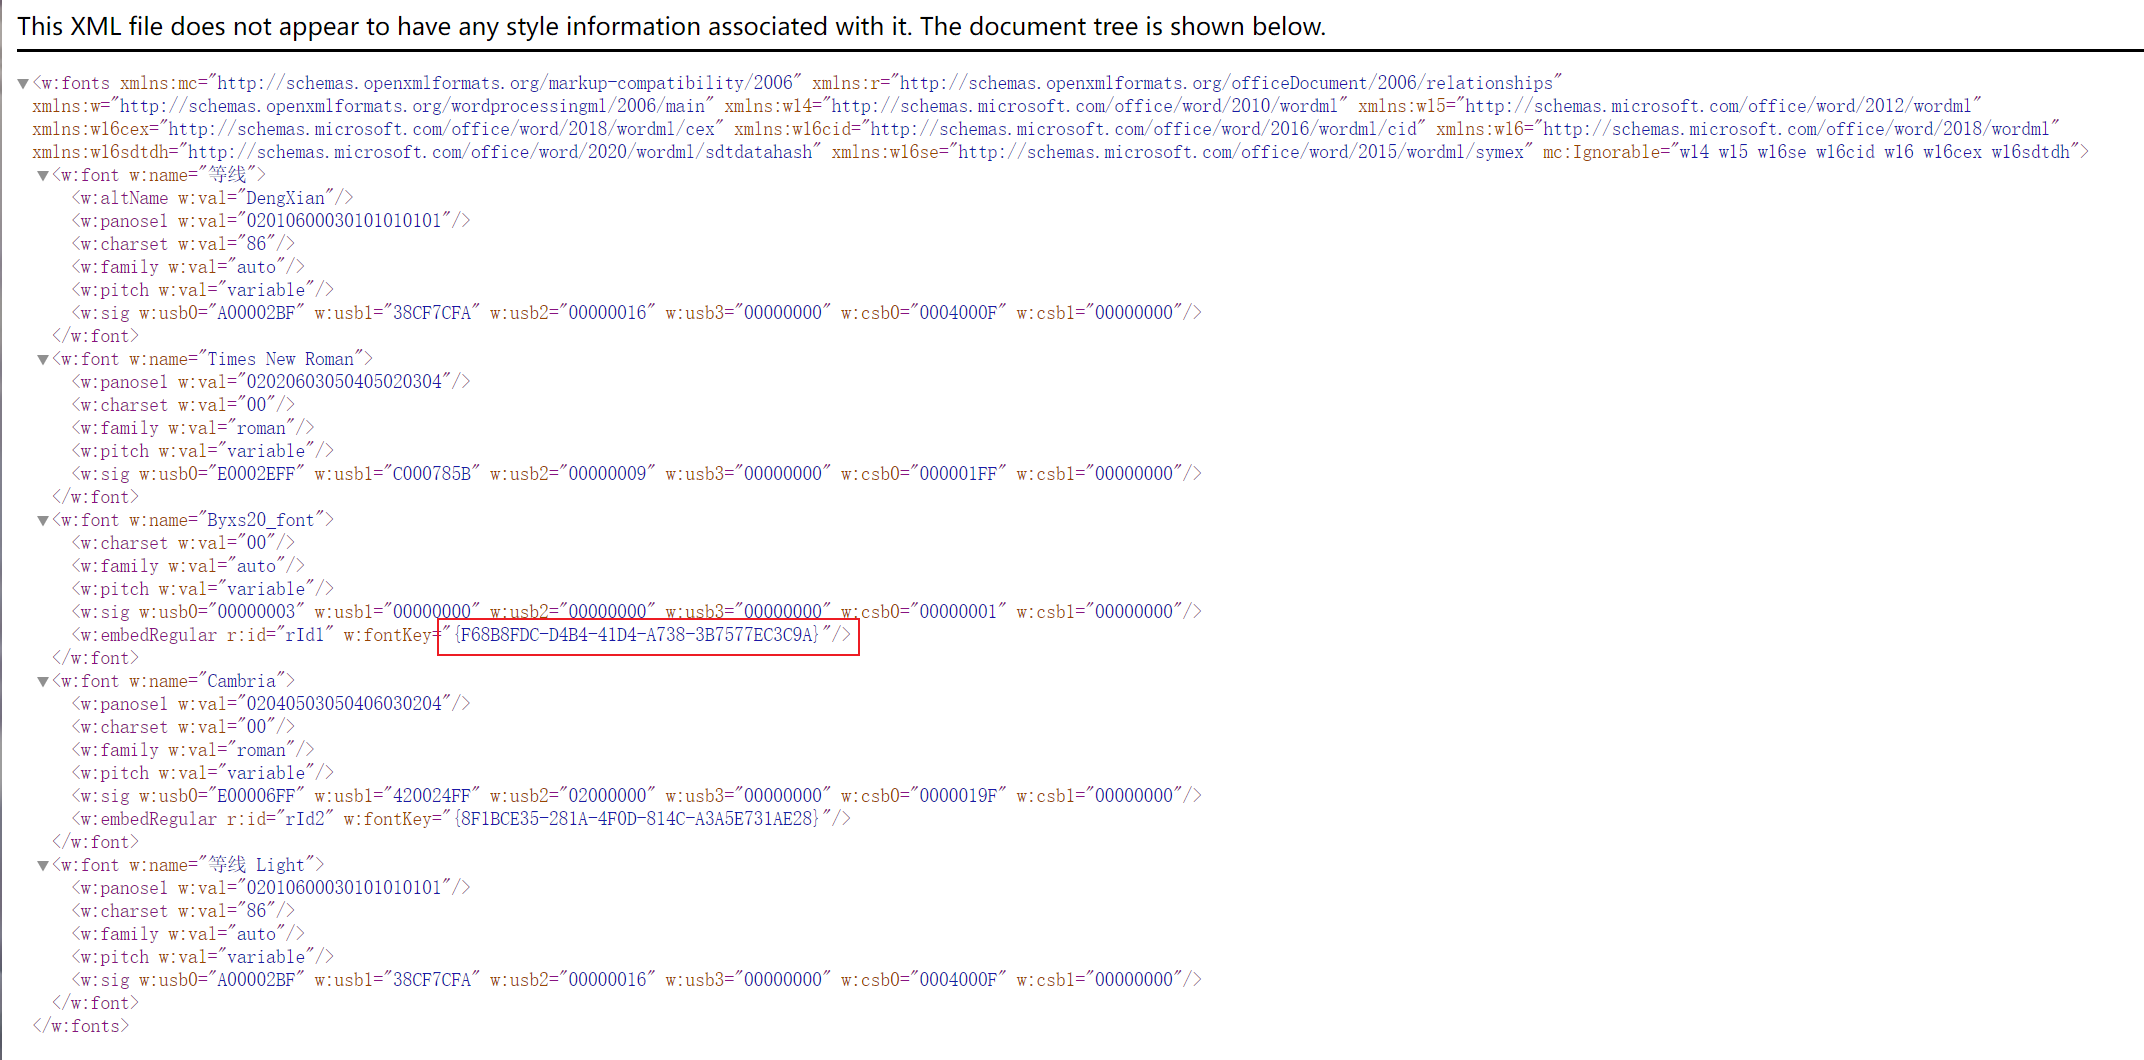 This XML file does not appear to have any style information associated with it. The document tree is shown below.
▼<w:fonts xmlns:mc="http://schemas.openxmlformats.org/markup-compatibility/2006" xmlns:r="http://schemas.openxmlformats.org/officeDocument/2006/relationships"
xmlns:w="http://schemas.openxmlformats.org/wordprocessingml/2006/main" xmlns:w14="http://schemas.microsoft.com/office/word/2010/wordml" xmlns:w15="http://schemas.microsoft.com/office/word/2012/wordml"
xmlns:w16cex="http://schemas.microsoft.com/office/word/2018/wordml/cex" xmlns:w16cid="http://schemas.microsoft.com/office/word/2016/wordml/cid" xmlns:w16="http://schemas.microsoft.com/office/word/2018/wordml"
xmlns:w16sdtdh="http://schemas.microsoft.com/office/word/2020/wordml/sdtdatahash" xmlns:w16se="http://schemas.microsoft.com/office/word/2015/wordml/symex" mc:Ignorable="w14 w15 w16se w16cid w16 w16cex w16sdtdh">
▼<w:font w:name="等线">
<w:altName w:val="DengXian"/>
<w:panose1 w:val="02010600030101010101"/>
<w:charset w:val="86"/>
<w:family w:val="auto"/>
<w:pitch w:val="variable"/>
<w:sig w:usb0="A00002BF" w:usb1="38CF7CFA" w:usb2="00000016" w:usb3="00000000" w:csb0="0004000F" w:csb1="00000000"/>
</w:font>
▼<w:font w:name="Times New Roman">
<w:panose1 w:val="02020603050405020304"/>
<w:charset w:val="00"/>
<w:family w:val="roman"/>
<w:pitch w:val="variable"/>
<w:sig w:usb0="E0002EFF" w:usb1="C000785B" w:usb2="00000009" w:usb3="00000000" w:csb0="000001FF" w:csb1="00000000"/>
</w:font>
▼<w:font w:name="Byxs20_font">
<w:charset w:val="00"/>
<w:family w:val="auto"/>
<w:pitch w:val="variable"/>
<w:sig w:usb0="00000003" w:usb1="00000000" w:usb2="00000000" w:usb3="00000000" w:csb0="00000001" w:csb1="00000000"/>
<w:embedRegular r:id="rId1" w:fontKey="{F68B8FDC-D4B4-41D4-A738-3B7577EC3C9A}"/>
</w:font>
▼<w:font w:name="Cambria">
<w:panose1 w:val="02040503050406030204"/>
<w:charset w:val="00"/>
<w:family w:val="roman"/>
<w:pitch w:val="variable"/>
<w:sig w:usb0="E00006FF" w:usb1="420024FF" w:usb2="02000000" w:usb3="00000000" w:csb0="0000019F" w:csb1="00000000"/>
<w:embedRegular r:id="rId2" w:fontKey="{8F1BCE35-281A-4F0D-814C-A3A5E731AE28}"/>
</w:font>
▼<w:font w:name="等线 Light">
<w:panose1 w:val="02010600030101010101"/>
<w:charset w:val="86"/>
<w:family w:val="auto"/>
<w:pitch w:val="variable"/>
<w:sig w:usb0="A00002BF" w:usb1="38CF7CFA" w:usb2="00000016" w:usb3="00000000" w:csb0="0004000F" w:csb1="00000000"/>
</w:font>
</w:fonts>